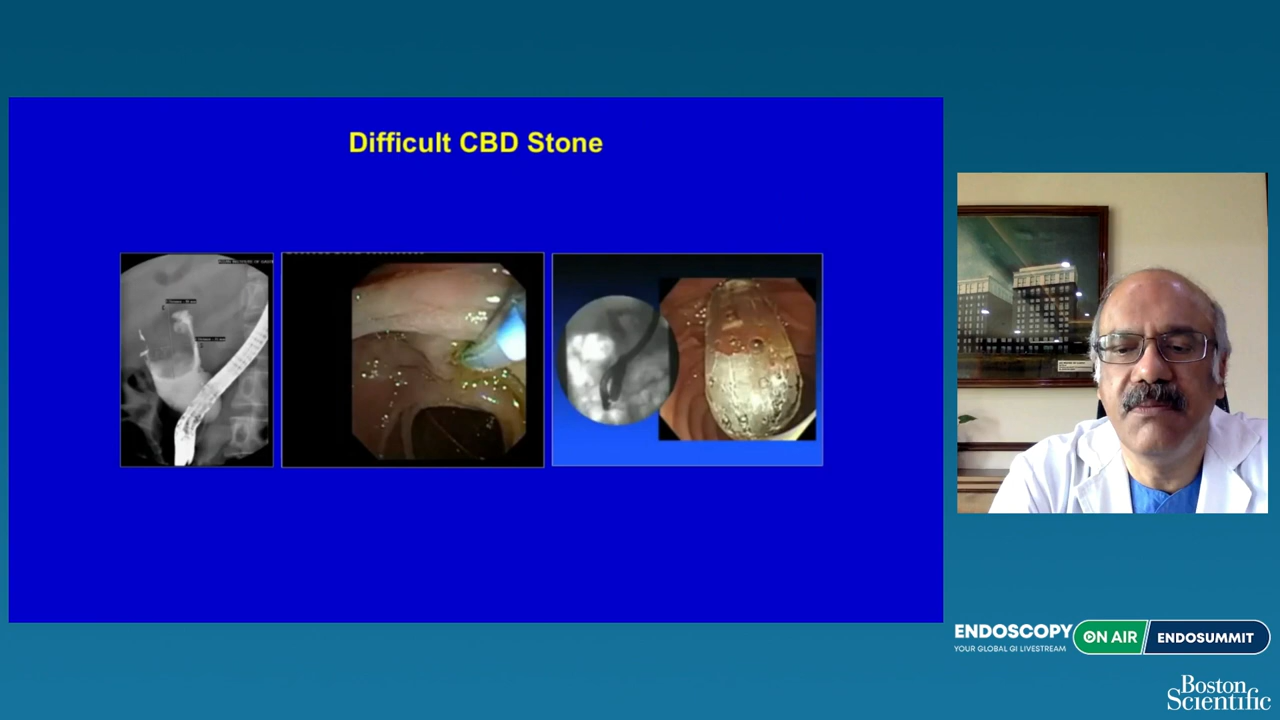 Difficult CBD Stone
ENDOSCOPY
YOUR GLOBAL GI LIVESTREAM
ON AIR
ENDOSUMMIT
Boston
Scientific